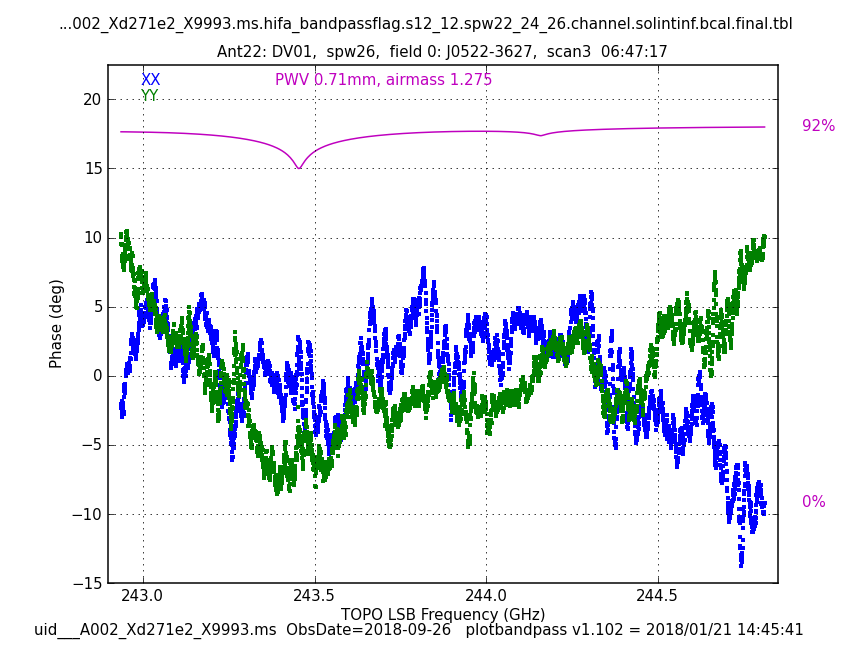 ...002_Xd271e2_X9993.ms.hifa_bandpassflag.s12_12.spw22_24_26.channel.solintinf.bcal.final.tbl
Ant22: DV01, spw26, field 0: J0522-3627, scan3 06:47:17
XX
PWV 0.71mm, airmass 1.275
YY
20
92%
15
10
5
0
−5
−10
0%
−15
Phase (deg)
243.0 243.5 244.0 244.5
TOPO LSB Frequency (GHz)
uid___A002_Xd271e2_X9993.ms ObsDate=2018-09-26 plotbandpass v1.102 = 2018/01/21 14:45:41